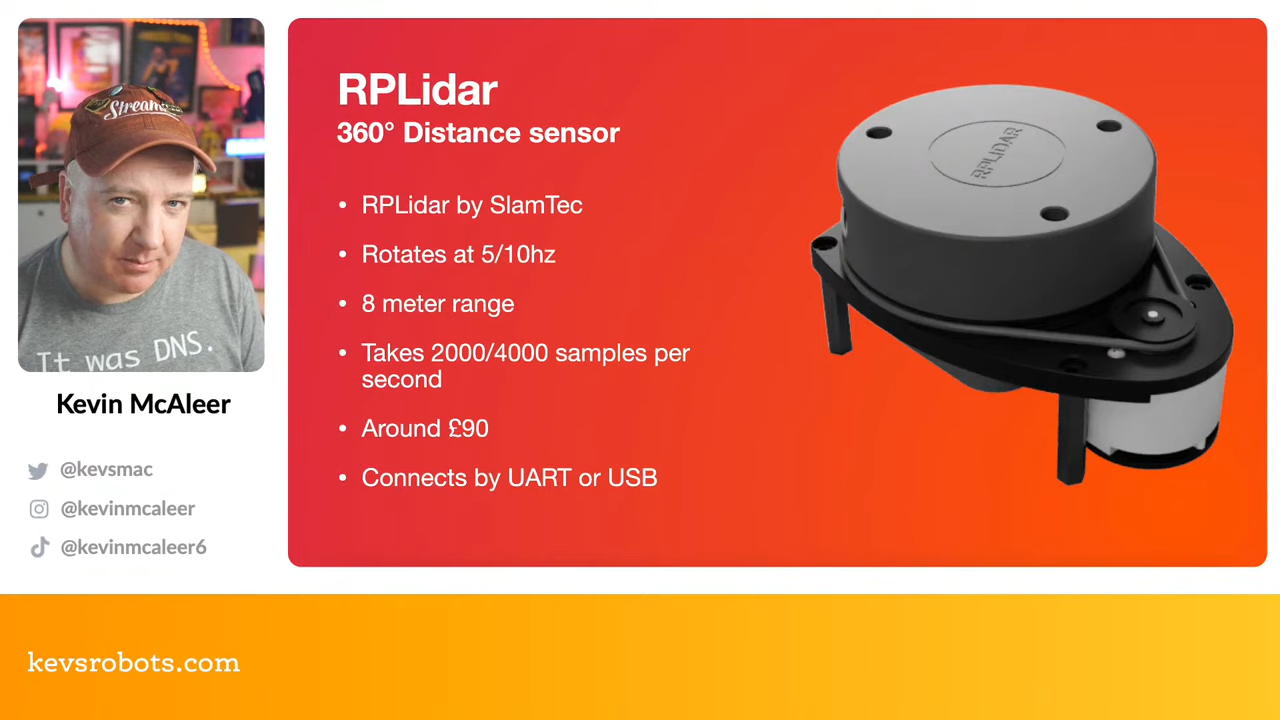 Stream
It was DNS.
Kevin McAleer
@kevsmac
@kevinmcaleer
@kevinmcaleer6
RPLidar
360° Distance sensor
• RPLidar by SlamTec
• Rotates at 5/10hz
• 8 meter range
• Takes 2000/4000 samples per
second
• Around £90
• Connects by UART or USB
RPLIDAR
kevsrobots.com